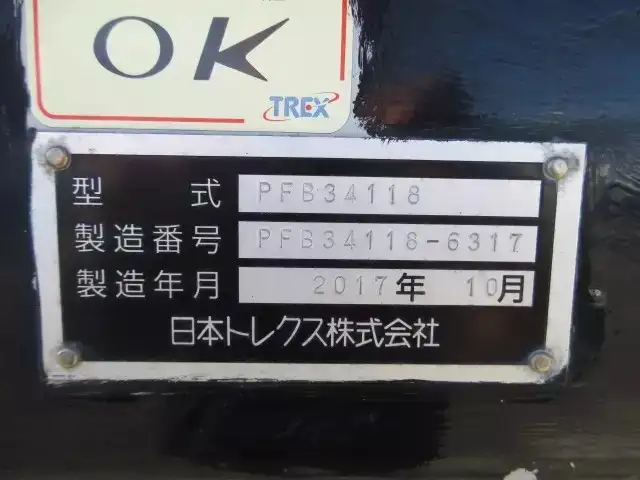 OK
TREX
型式 PFB34118
製造番号 PFB34118-6317
製造年月 2017年 10月
日本トレクス株式会社